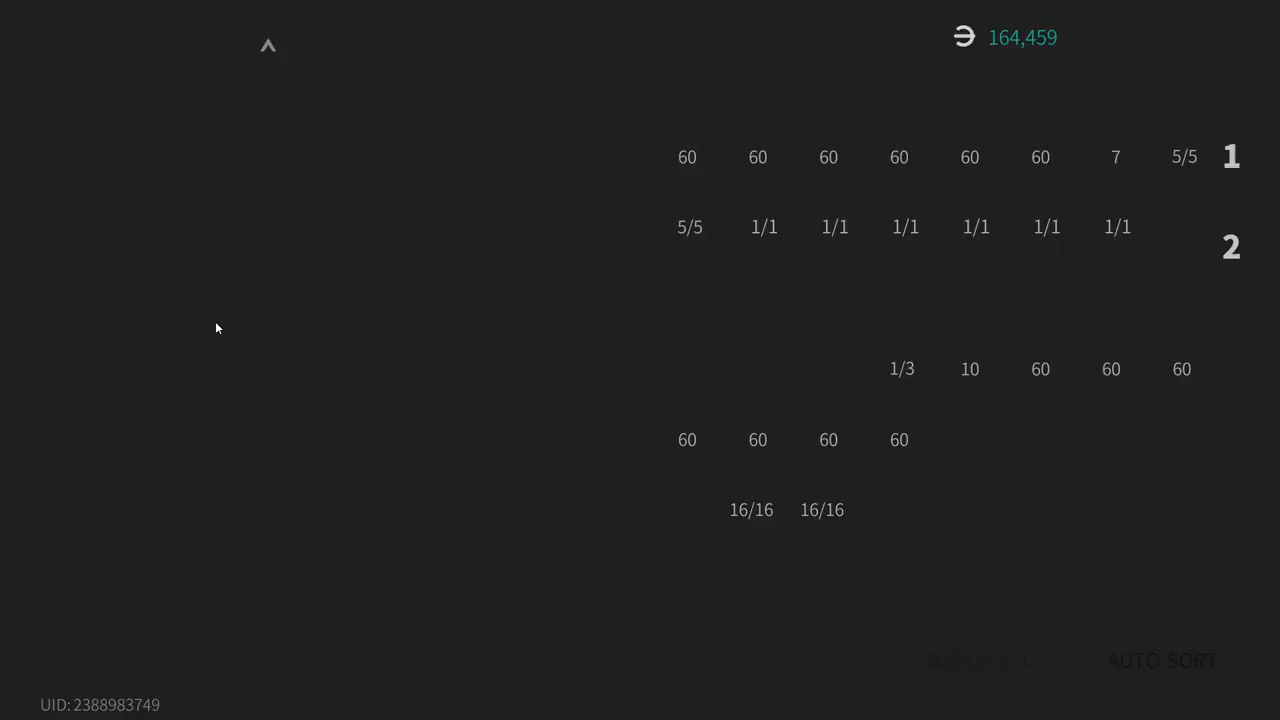 164,459
60 60 60 60 60 60 7 5/5 1
5/5 1/1 1/1 1/1 1/1 1/1 1/1
2
1/3 10 60 60 60
60 60 60 60
16/16 16/16
AUTO-SORT
UID: 2388983749